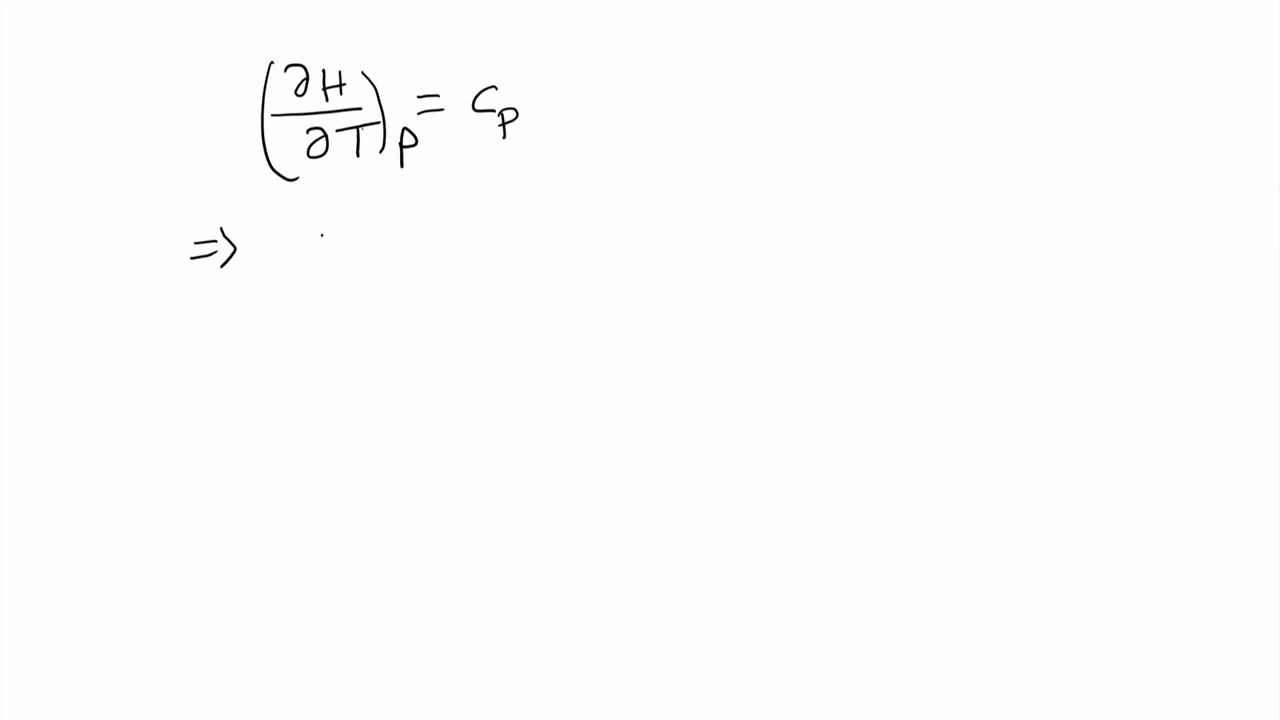 (∂H/∂T)_P = C_P
⇒